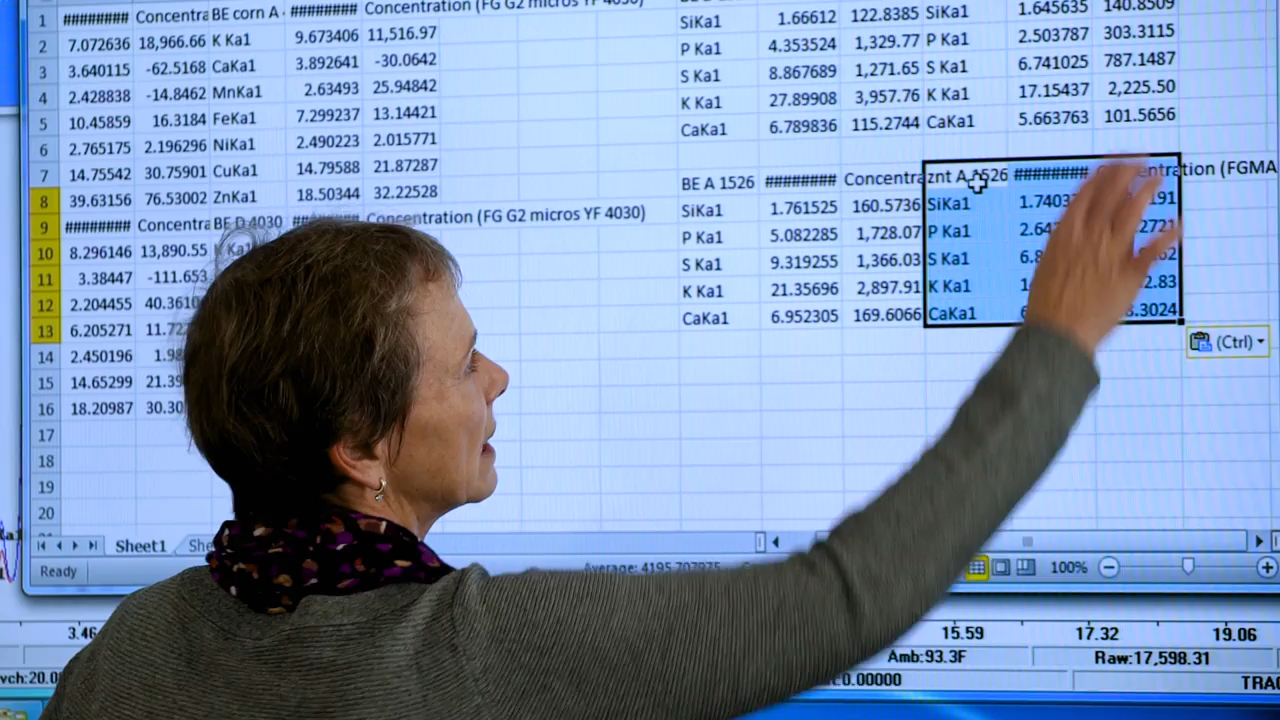 1 ######## Concentra BE corn A ######## Concentration (FG G2 micros YF 4030) SiKa1 1.66612 122.8385 SiKa1 1.645635 140.8509
2 7.072636 18,966.66 K Ka1 9.673406 11,516.97 P Ka1 4.353524 1,329.77 P Ka1 2.503787 303.3115
3 3.640115 -62.5168 CaKa1 3.892641 -30.0642 S Ka1 8.867689 1,271.65 S Ka1 6.741025 787.1487
4 2.428838 -14.8462 MnKa1 2.63493 25.94842 K Ka1 27.89908 3,957.76 K Ka1 17.15437 2,225.50
5 10.45859 16.3184 FeKa1 7.299237 13.14421 CaKa1 6.789836 115.2744 CaKa1 5.663763 101.5656
6 2.765175 2.196296 NiKa1 2.490223 2.015771
7 14.75542 30.75901 CuKa1 14.79588 21.87287 BE A 1526 ######## Concentra znt A 1526 ######## (FGMA
8 39.63156 76.53002 ZnKa1 18.50344 32.22528 SiKa1 1.761525 160.5736 SiKa1
9 ######## Concentra BE D 4030 Concentration (FG G2 micros YF 4030) P Ka1 5.082285 1,728.07 P Ka1
10 8.296146 13,890.55 K Ka1 S Ka1 9.319255 1,366.03 S Ka1
11 3.38447 -111.653 K Ka1 21.35696 2,897.91 K Ka1
12 2.204455 CaKa1 6.952305 169.6066 CaKa1
13 6.205271 (Ctrl)
14 2.450196
15 14.65299
16 18.20987
17
18
19
20
Sheet1
Ready Average: 4195.707975 100%
3.46 15.59 17.32 19.06
Amb:93.3F Raw:17,598.31
0.00000